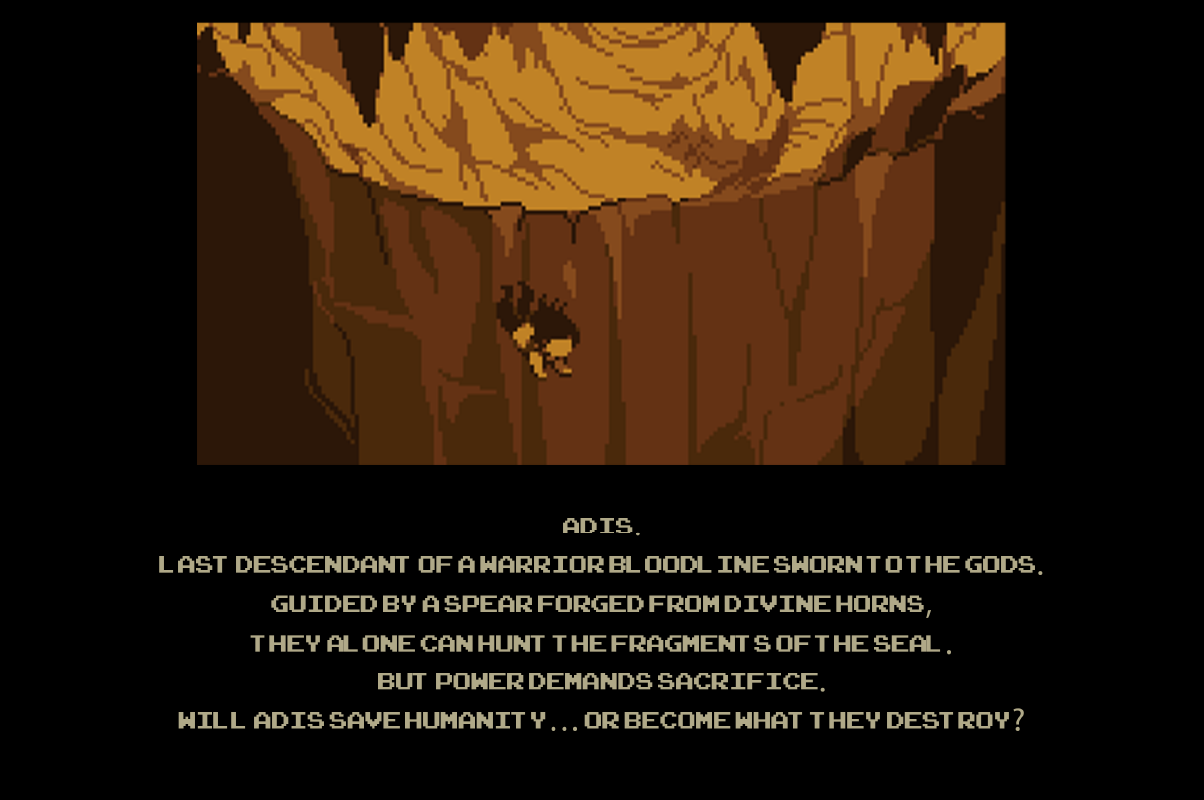 ADIS.
LAST DESCENDANT OF A WARRIOR BLOODLINE SWORN TO THE GODS.
GUIDED BY A SPEAR FORGED FROM DIVINE HORNS,
THEY ALONE CAN HUNT THE FRAGMENTS OF THE SEAL.
BUT POWER DEMANDS SACRIFICE.
WILL ADIS SAVE HUMANITY... OR BECOME WHAT THEY DESTROY?